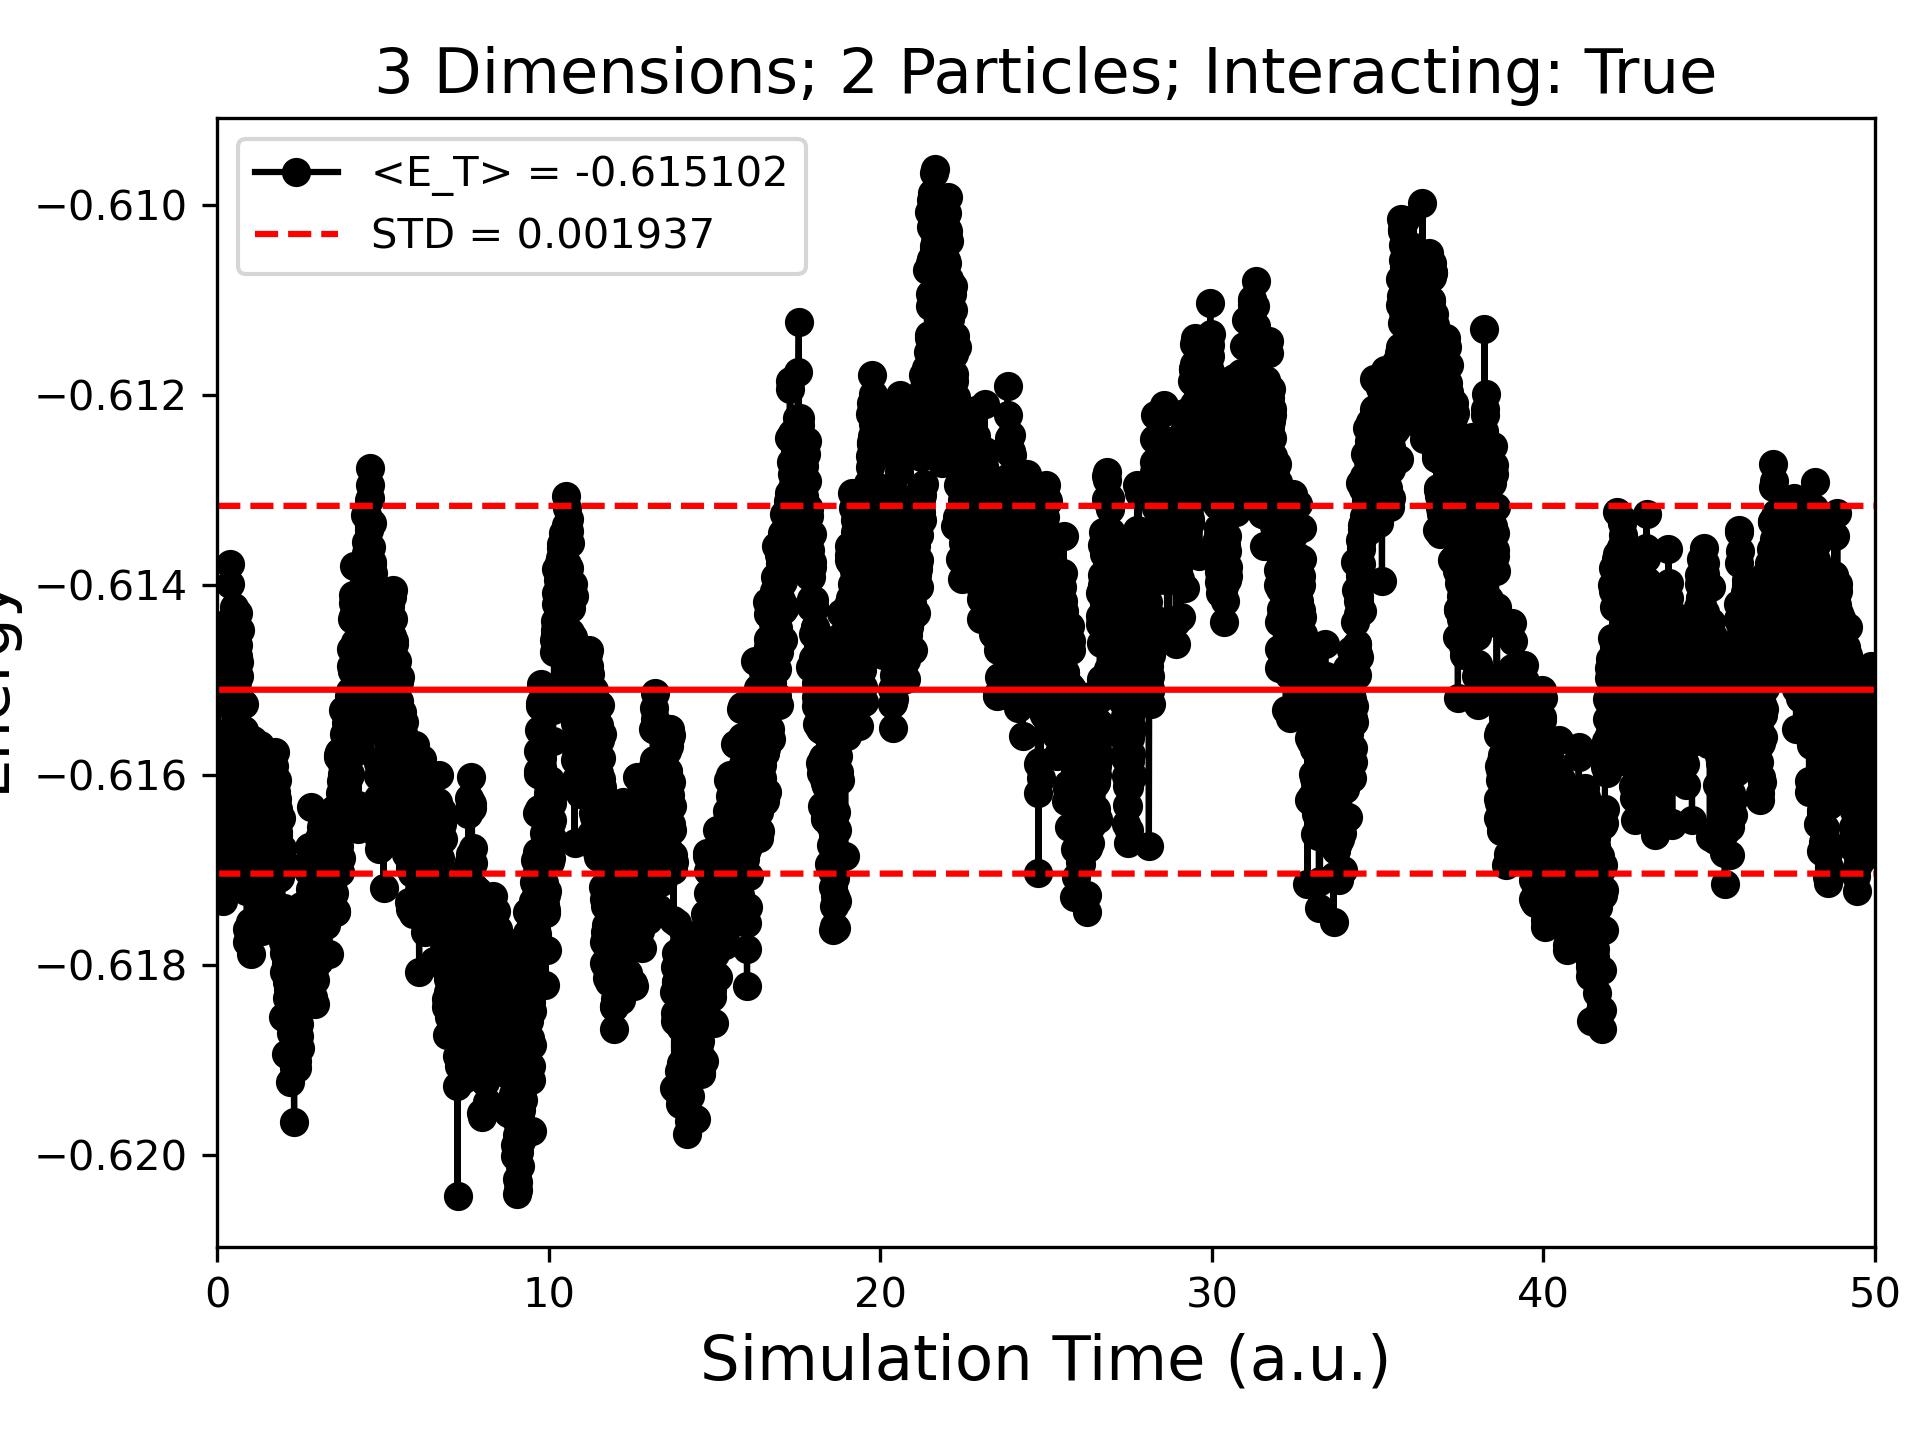 3 Dimensions; 2 Particles; Interacting: True
<E_T> = -0.615102
STD = 0.001937
−0.610
−0.612
−0.614
−0.616
−0.618
−0.620
Energy
0 10 20 30 40 50
Simulation Time (a.u.)